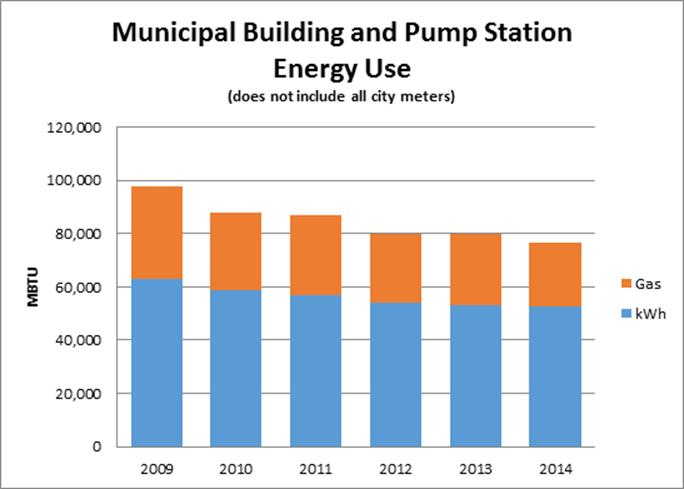 Municipal Building and Pump Station
Energy Use
(does not include all city meters)
120,000
100,000
80,000
60,000
40,000
20,000
0
MBTU
Gas
kWh
2009 2010 2011 2012 2013 2014